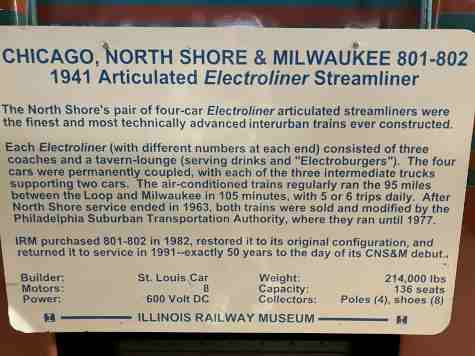 CHICAGO, NORTH SHORE & MILWAUKEE 801-802
1941 Articulated Electroliner Streamliner
The North Shore's pair of four-car Electroliner articulated streamliners were
the finest and most technically advanced interurban trains ever constructed.
Each Electroliner (with different numbers at each end) consisted of three
coaches and a tavern-lounge (serving drinks and "Electroburgers"). The four
cars were permanently coupled, with each of the three intermediate trucks
supporting two cars. The air-conditioned trains regularly ran the 95 miles
between the Loop and Milwaukee in 105 minutes, with 5 or 6 trips daily. After
North Shore service ended in 1963, both trains were sold and modified by the
Philadelphia Suburban Transportation Authority, where they ran until 1977.
IRM purchased 801-802 in 1982, restored it to its original configuration, and
returned it to service in 1991--exactly 50 years to the day of its CNS&M debut..
Builder: St. Louis Car Weight: 214,000 lbs
Motors: 8 Capacity: 136 seats
Power: 600 Volt DC Collectors: Poles (4), shoes (8)
ILLINOIS RAILWAY MUSEUM